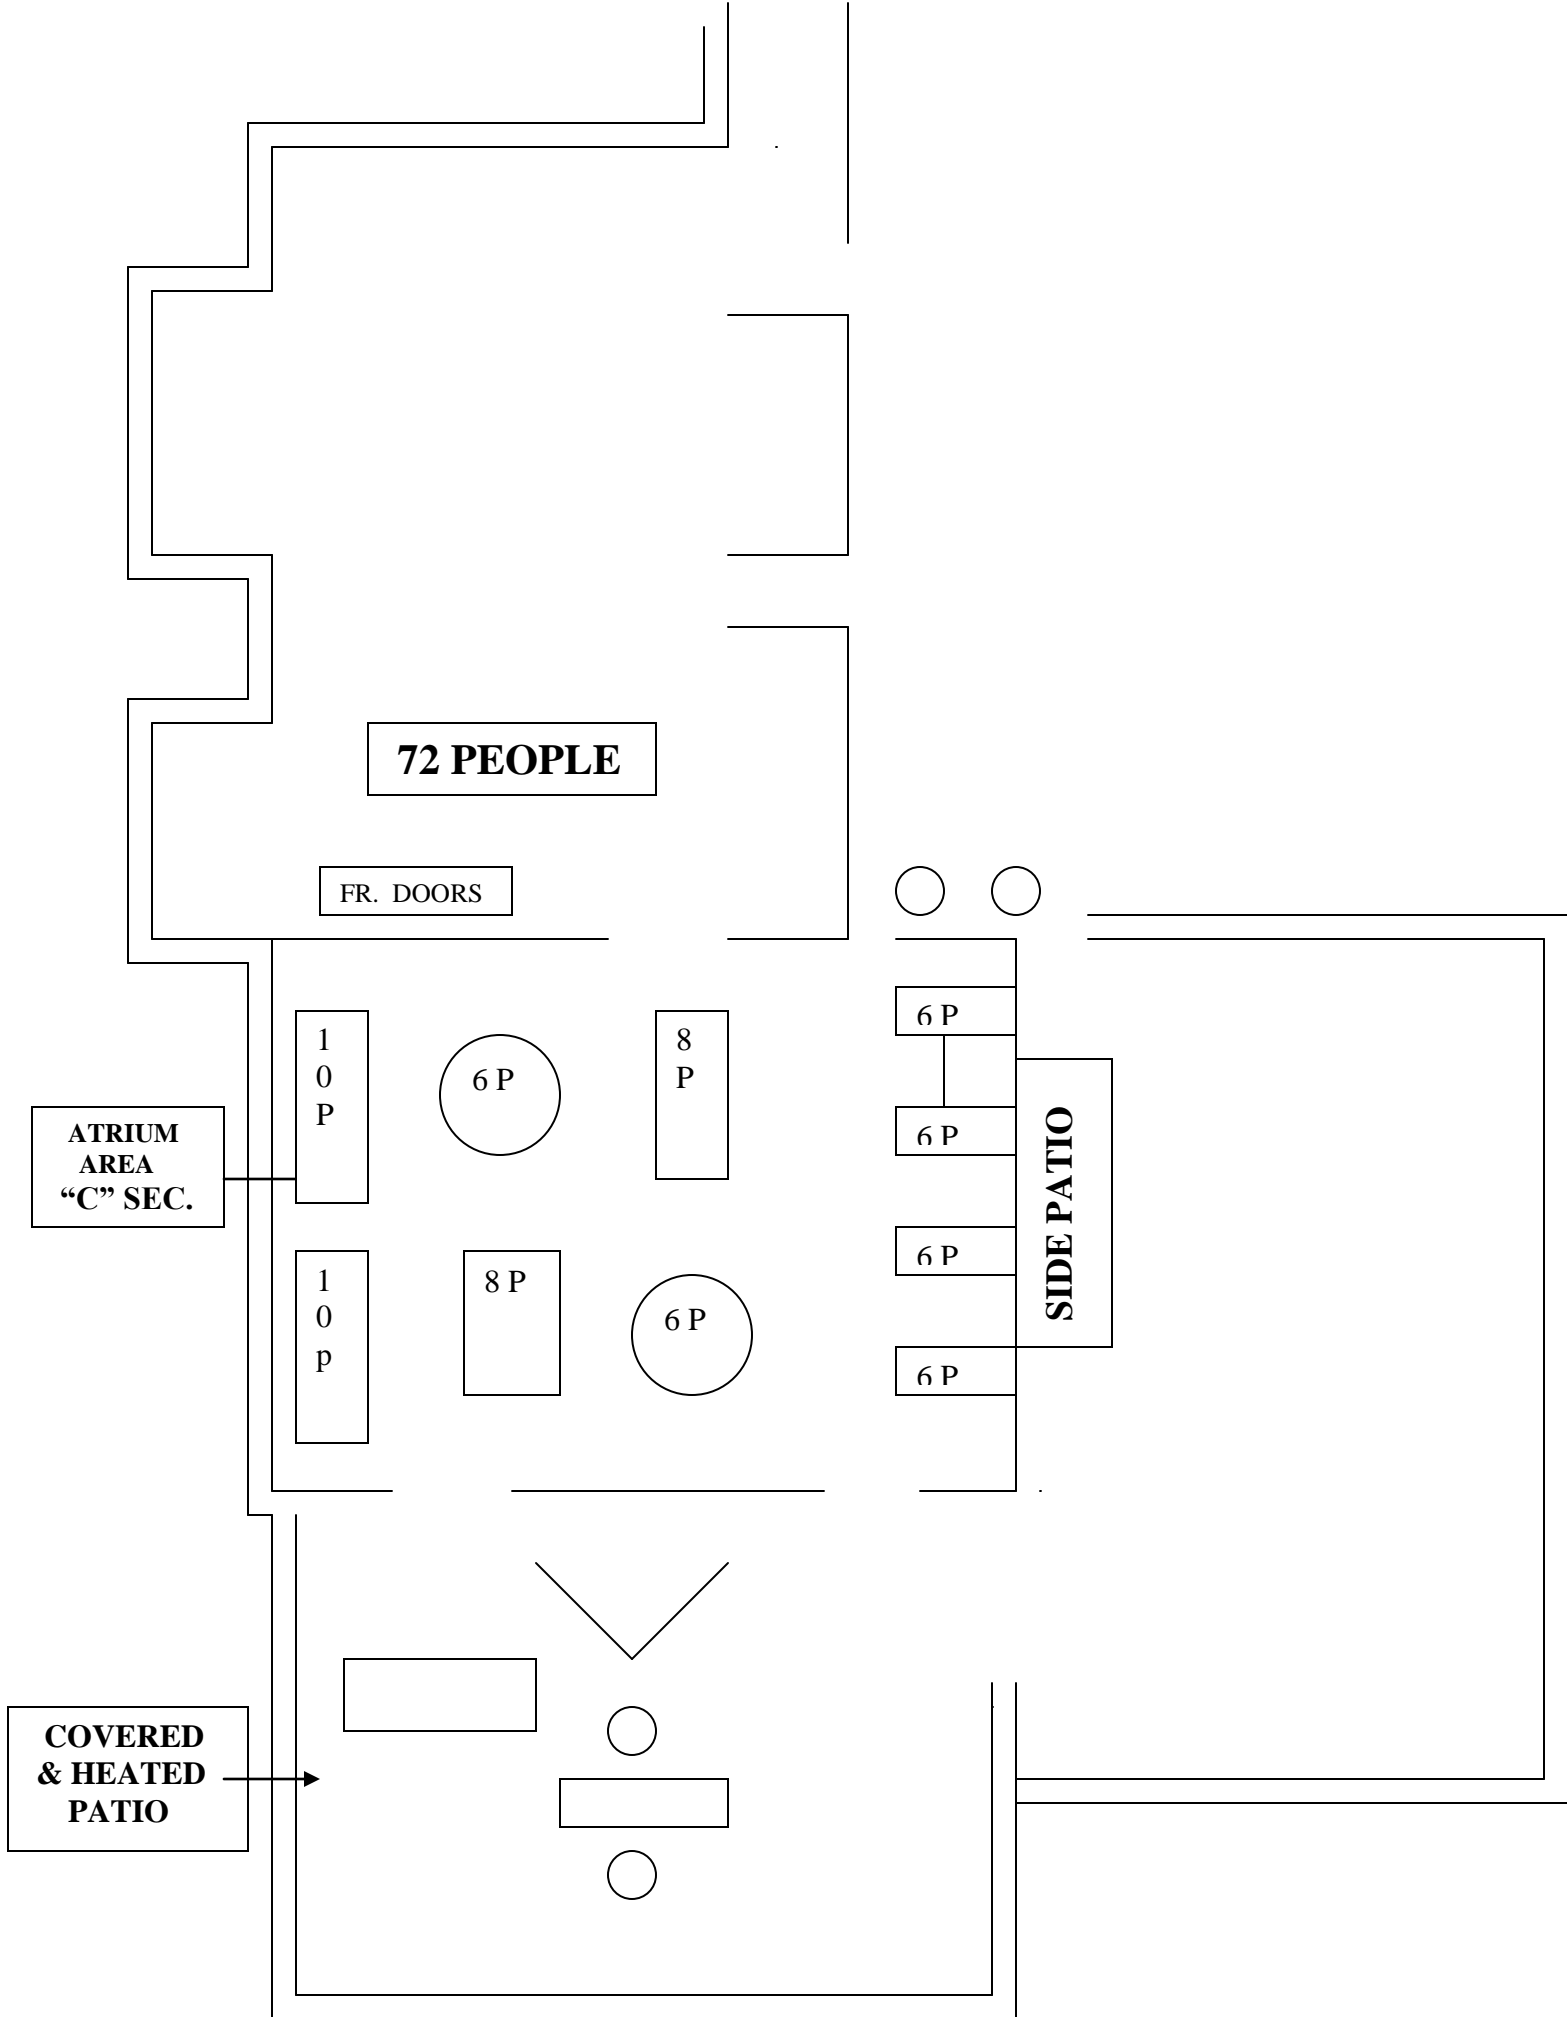 72 PEOPLE
FR. DOORS
6 P
1
0
P
6 P
8
P
6 P
ATRIUM
AREA
“C” SEC.
SIDE PATIO
6 P
1
0
p
8 P
6 P
6 P
COVERED
& HEATED
PATIO